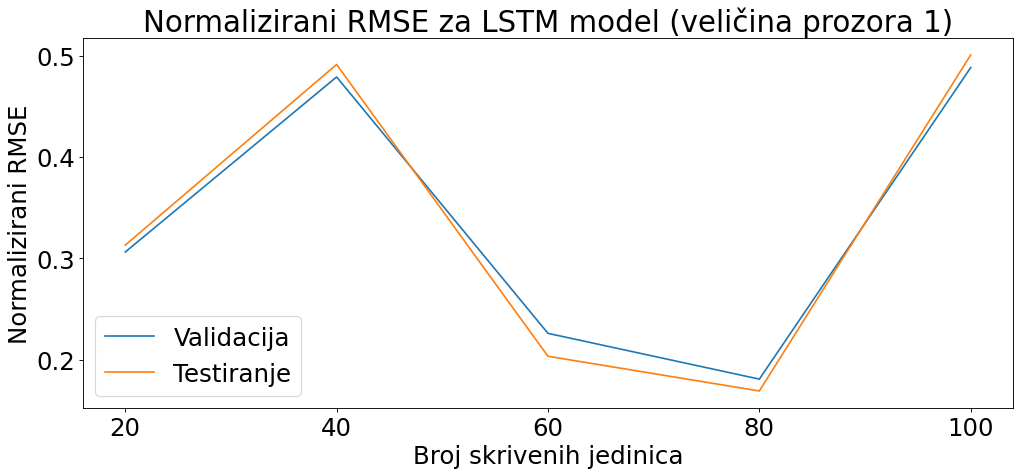 Normalizirani RMSE za LSTM model (veličina prozora 1)
Normalizirani RMSE
0.5
0.4
0.3
0.2
Validacija
Testiranje
20 40 60 80 100
Broj skrivenih jedinica